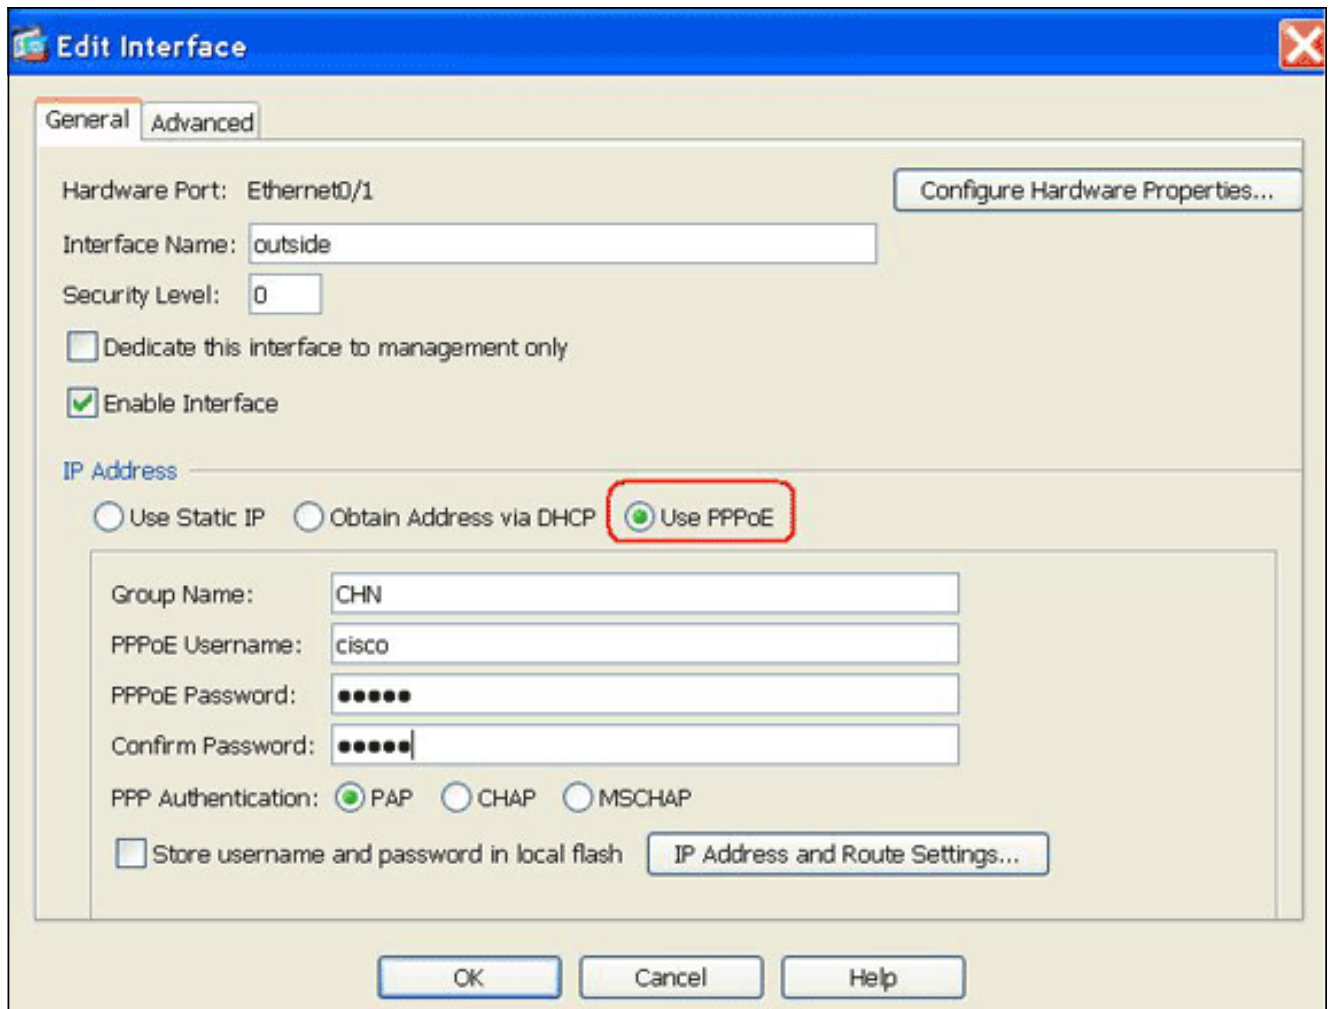 Edit Interface
General Advanced
Hardware Port: Ethernet0/1 Configure Hardware Properties...
Interface Name: outside
Security Level: 0
Dedicate this interface to management only
Enable Interface
IP Address
Use Static IP Obtain Address via DHCP Use PPPoE
Group Name: CHN
PPPoE Username: cisco
PPPoE Password: ●●●●●
Confirm Password: ●●●●●
PPP Authentication: PAP CHAP MSCHAP
Store username and password in local flash IP Address and Route Settings...
OK Cancel Help